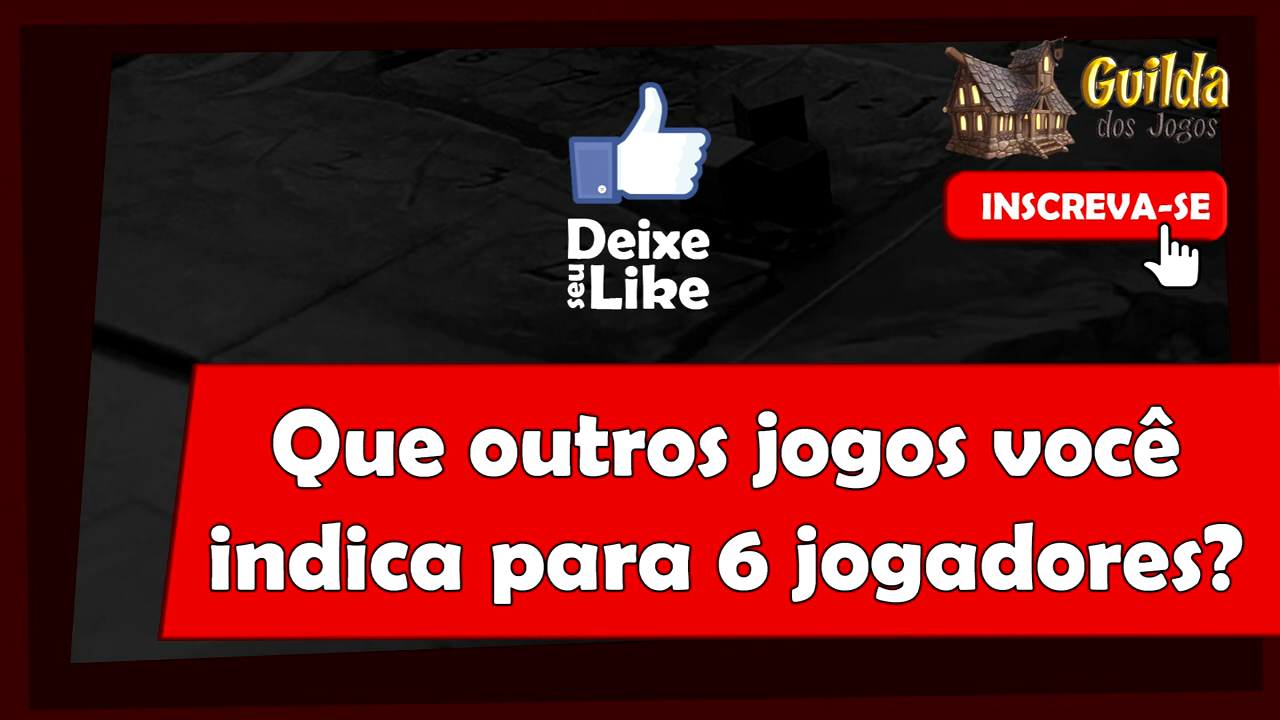 Guilda
dos Jogos
INSCREVA-SE
Deixe
seu Like
Que outros jogos você
indica para 6 jogadores?